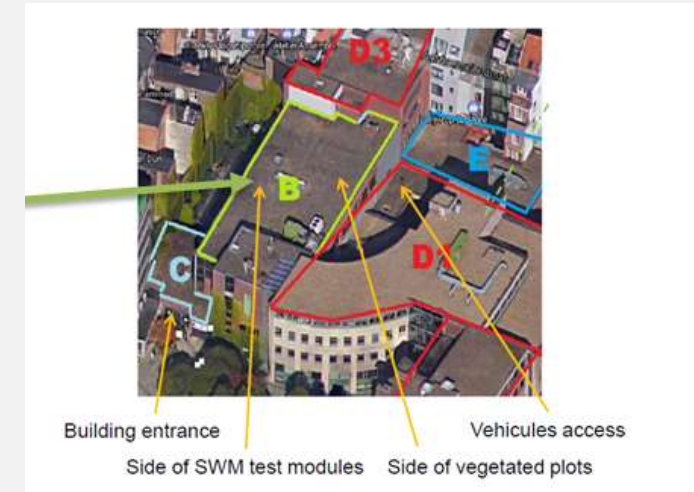 D3
B
E
C
D1
Building entrance
Vehicules access
Side of SWM test modules
Side of vegetated plots